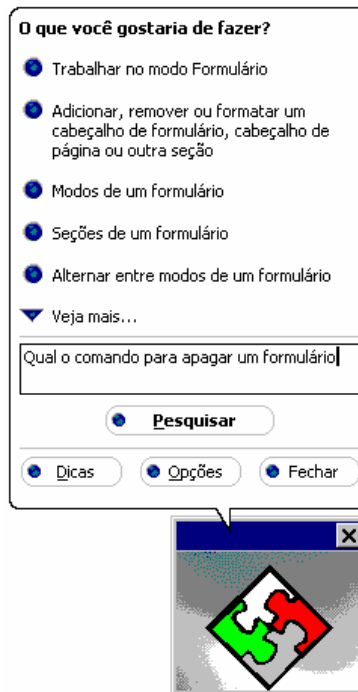 O que você gostaria de fazer?
Trabalhar no modo Formulário
Adicionar, remover ou formatar um
cabeçalho de formulário, cabeçalho de
página ou outra seção
Modos de um formulário
Seções de um formulário
Alternar entre modos de um formulário
Veja mais...
Qual o comando para apagar um formulário
Pesquisar
Dicas Opções Fechar